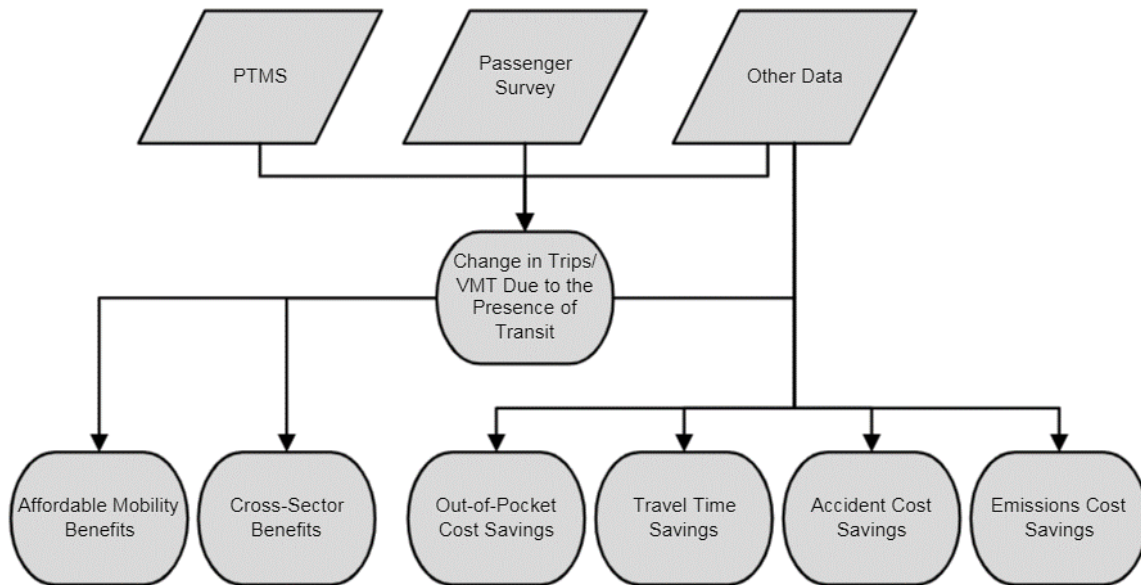 PTMS
Passenger
Survey
Other Data
Change in Trips/
VMT Due to the
Presence of
Transit
Affordable Mobility
Benefits
Cross-Sector
Benefits
Out-of-Pocket
Cost Savings
Travel Time
Savings
Accident Cost
Savings
Emissions Cost
Savings